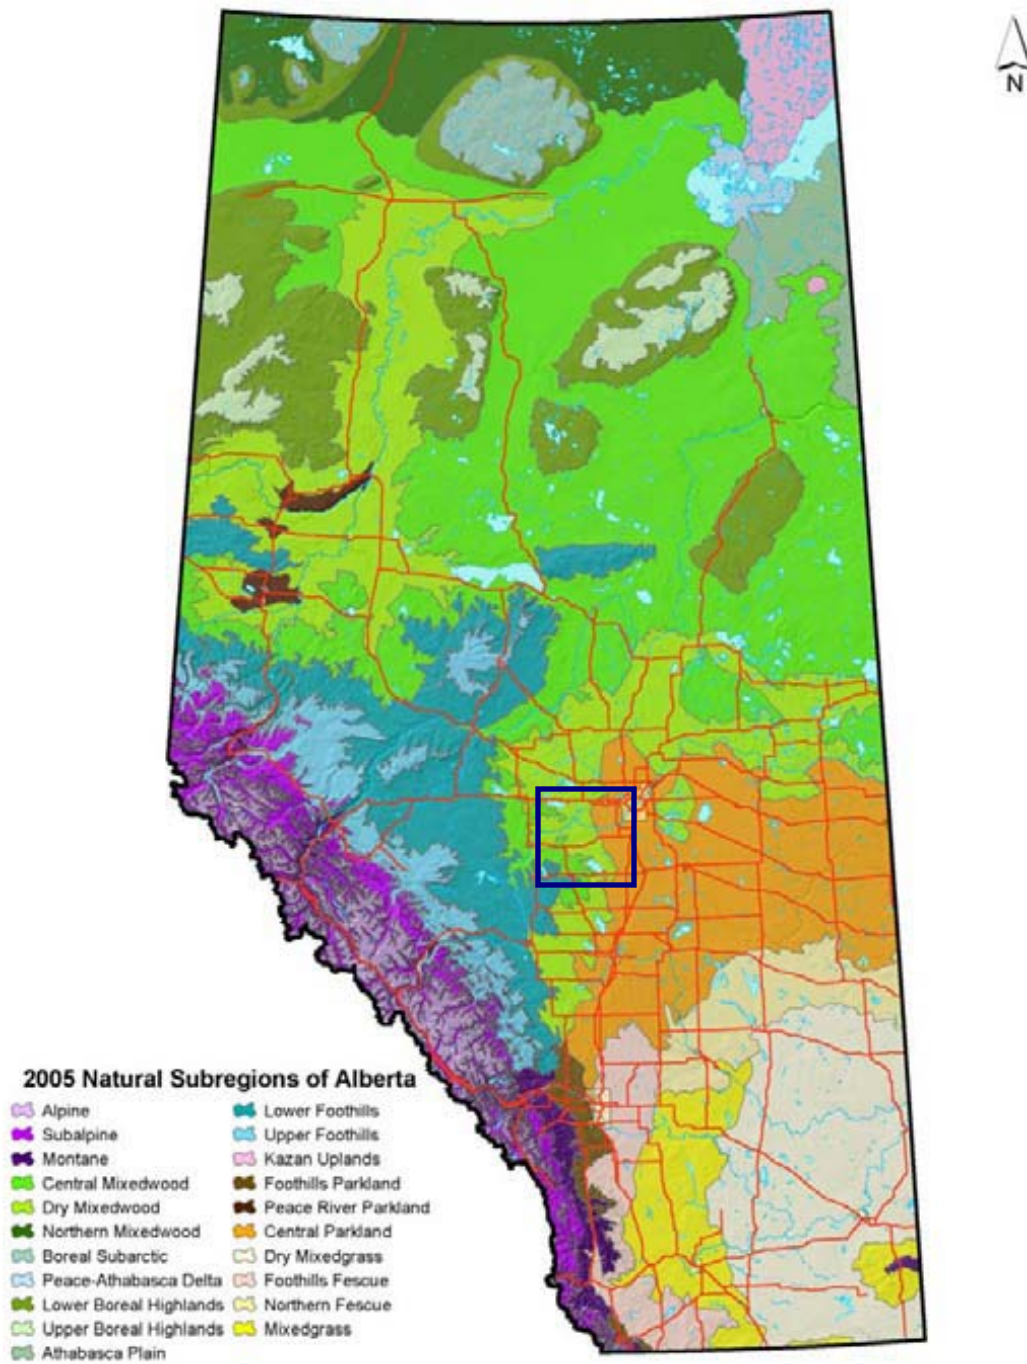 N
2005 Natural Subregions of Alberta
Alpine
Subalpine
Montane
Central Mixedwood
Dry Mixedwood
Northern Mixedwood
Boreal Subarctic
Peace-Athabasca Delta
Lower Boreal Highlands
Upper Boreal Highlands
Athabasca Plain
Lower Foothills
Upper Foothills
Kazan Uplands
Foothills Parkland
Peace River Parkland
Central Parkland
Dry Mixedgrass
Foothills Fescue
Northern Fescue
Mixedgrass